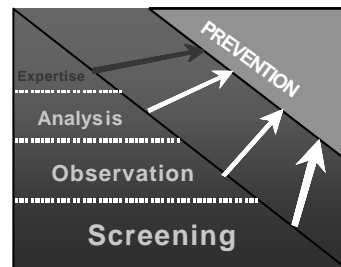 PREVENTION
Expertise
Analysis
Observation
Screening